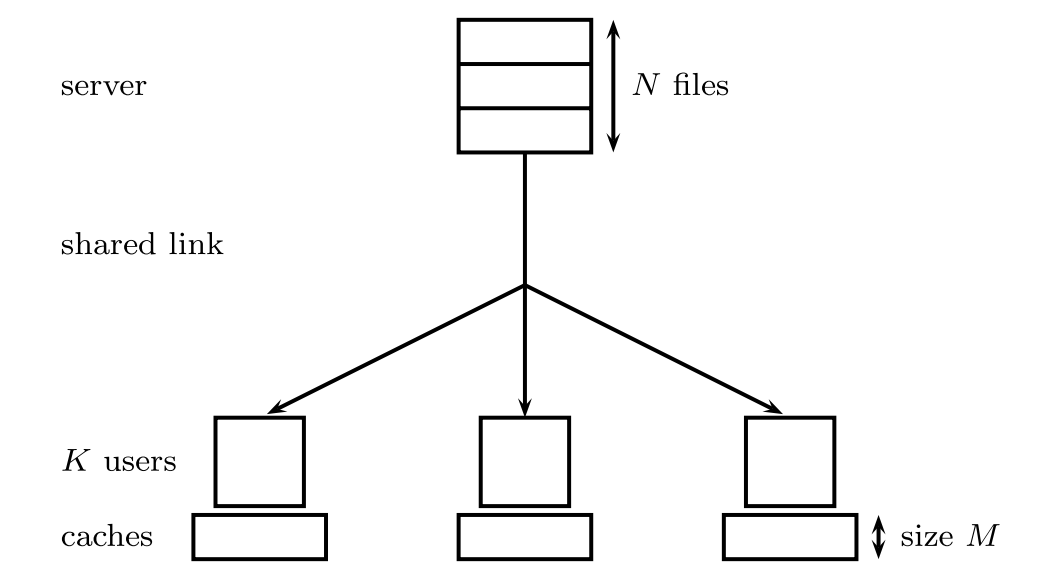 server
N files
shared link
K users
caches
size M